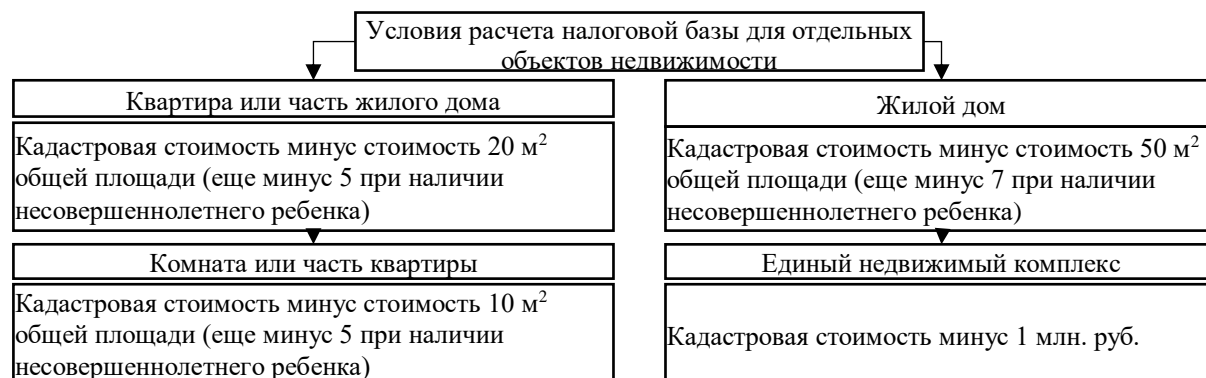 Условия расчета налоговой базы для отдельных
объектов недвижимости
Квартира или часть жилого дома
Кадастровая стоимость минус стоимость 20 м²
общей площади (еще минус 5 при наличии
несовершеннолетнего ребенка)
Комната или часть квартиры
Кадастровая стоимость минус стоимость 10 м²
общей площади (еще минус 5 при наличии
несовершеннолетнего ребенка)
Жилой дом
Кадастровая стоимость минус стоимость 50 м²
общей площади (еще минус 7 при наличии
несовершеннолетнего ребенка)
Единый недвижимый комплекс
Кадастровая стоимость минус 1 млн. руб.